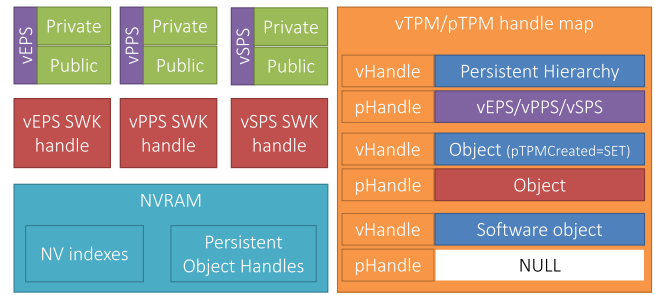 vEPS
Private
Public
vPPS
Private
Public
vSPS
Private
Public
vEPS SWK
handle
vPPS SWK
handle
vSPS SWK
handle
NVRAM
NV indexes
Persistent
Object Handles
vTPM/pTPM handle map
vHandle Persistent Hierarchy
pHandle vEPS/vPPS/vSPS
vHandle Object (pTPMCreated=SET)
pHandle Object
vHandle Software object
pHandle NULL